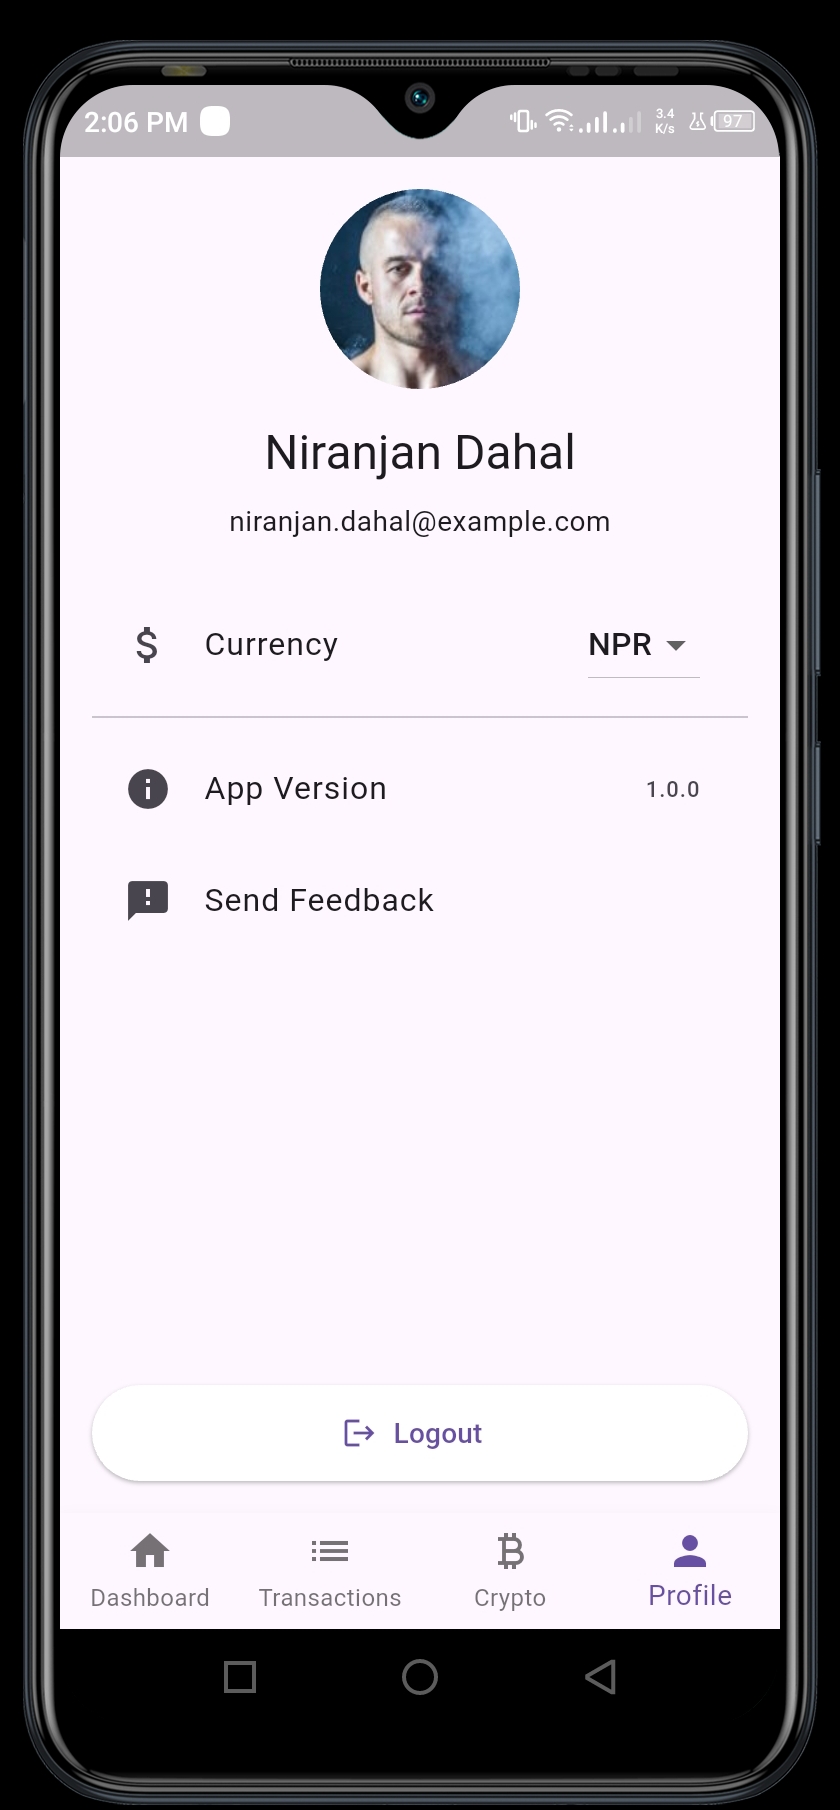 2:06 PM
3.4
K/s
97
Niranjan Dahal
niranjan.dahal@example.com
Currency
NPR
App Version
1.0.0
Send Feedback
Logout
Dashboard
Transactions
Crypto
Profile